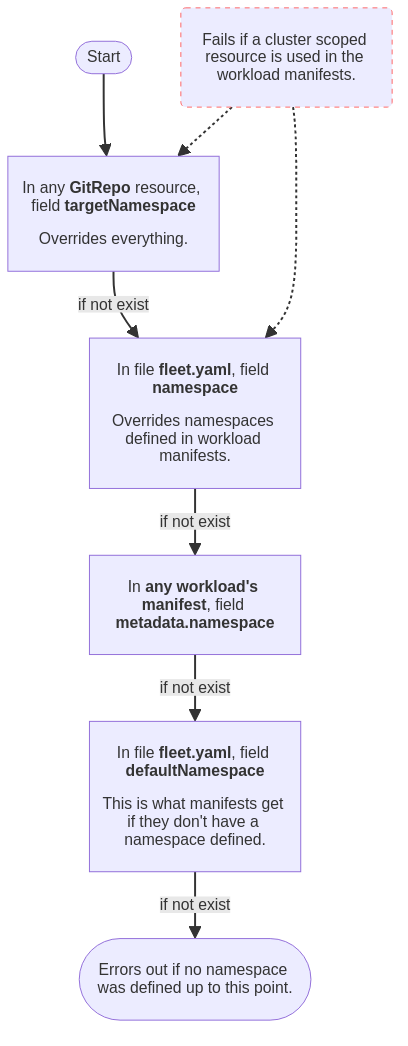 Start
Fails if a cluster scoped
resource is used in the
workload manifests.
In any GitRepo resource,
field targetNamespace
Overrides everything.
if not exist
In file fleet.yaml, field
namespace
Overrides namespaces
defined in workload
manifests.
if not exist
In any workload's
manifest, field
metadata.namespace
if not exist
In file fleet.yaml, field
defaultNamespace
This is what manifests get
if they don't have a
namespace defined.
if not exist
Errors out if no namespace
was defined up to this point.